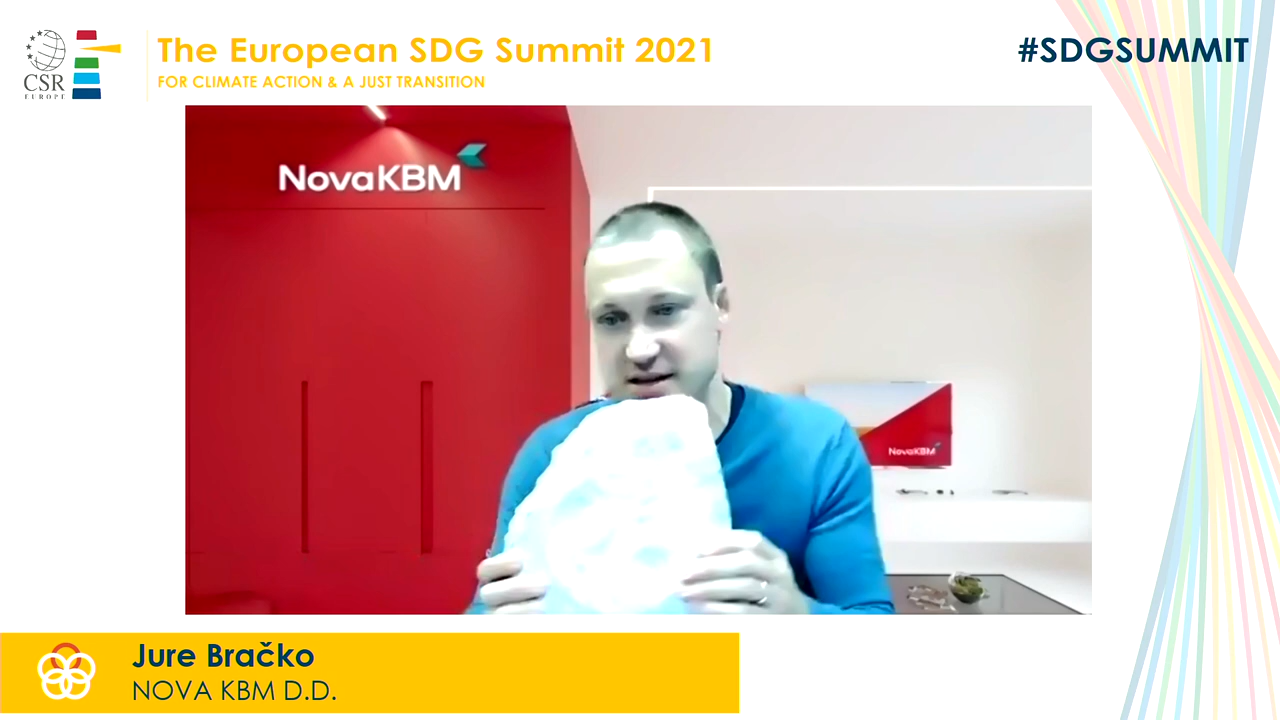 The European SDG Summit 2021
FOR CLIMATE ACTION & A JUST TRANSITION
#SDGSUMMIT
CSR
EUROPE
NovaKBM
NovaKBM
Jure Bračko
NOVA KBM D.D.